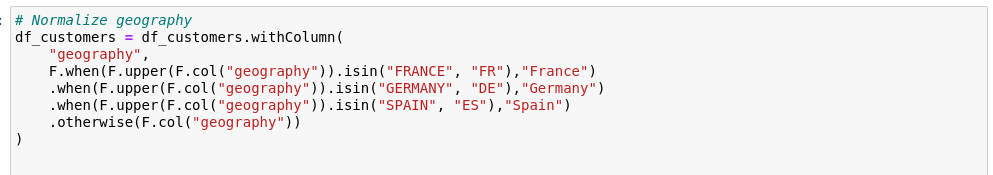 # Normalize geography
df_customers = df_customers.withColumn(
    "geography",
    F.when(F.upper(F.col("geography")).isin("FRANCE", "FR"),"France")
    .when(F.upper(F.col("geography")).isin("GERMANY", "DE"),"Germany")
    .when(F.upper(F.col("geography")).isin("SPAIN", "ES"),"Spain")
    .otherwise(F.col("geography"))
)